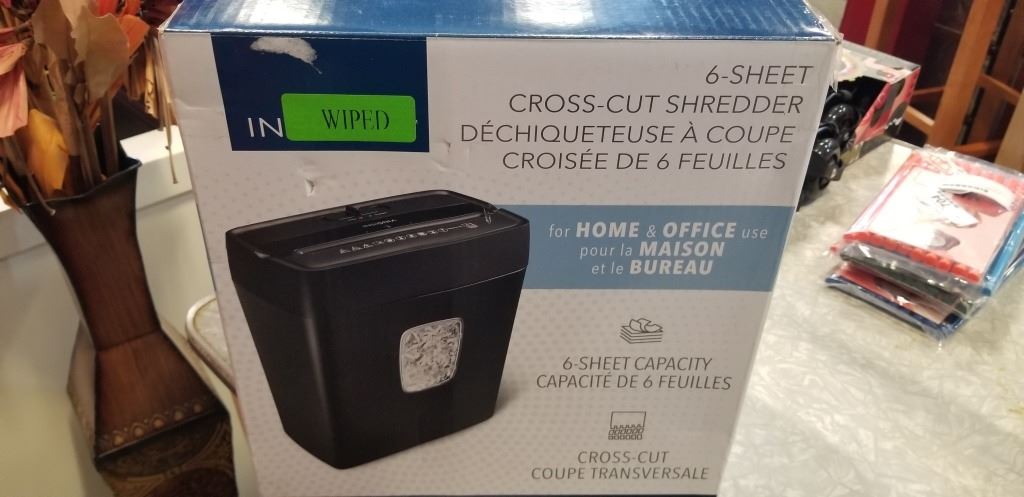 6-SHEET
CROSS-CUT SHREDDER
DÉCHIQUETEUSE À COUPE
CROISÉE DE 6 FEUILLES
IN
WIPED
for HOME & OFFICE use
pour la MAISON
et le BUREAU
6-SHEET CAPACITY
CAPACITÉ DE 6 FEUILLES
CROSS-CUT
COUPE TRANSVERSALE